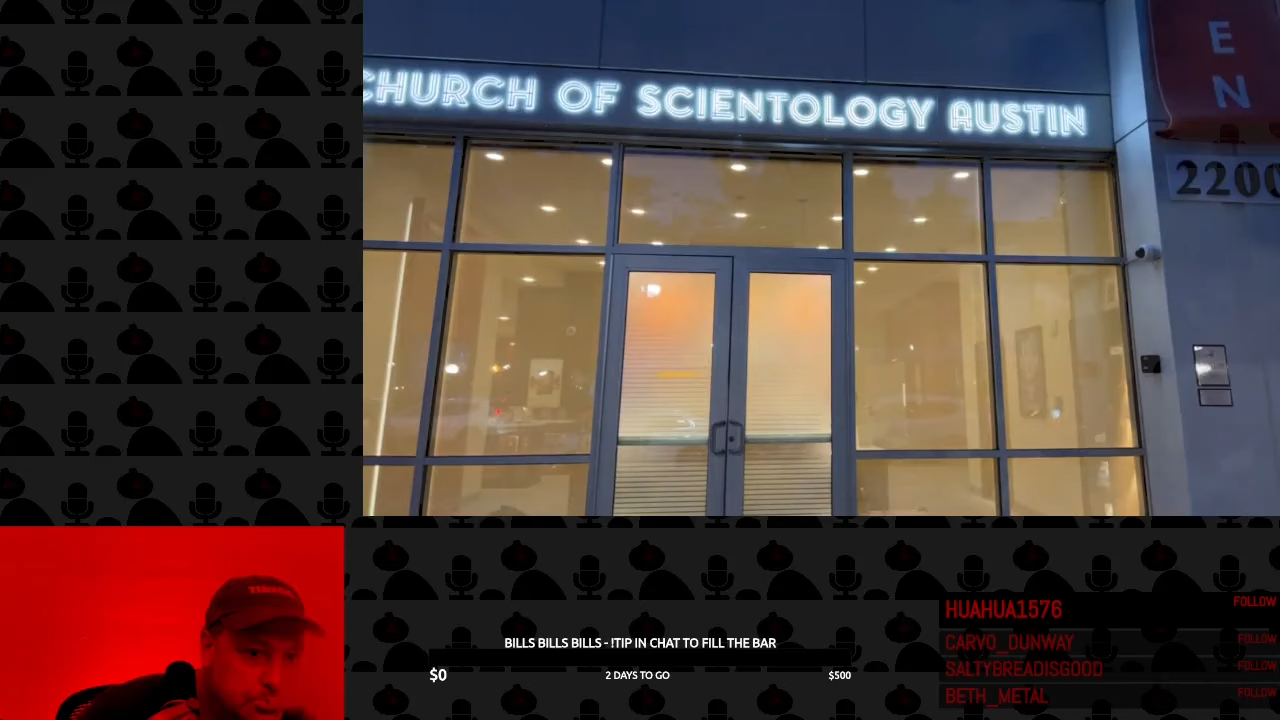 E
N
CHURCH OF SCIENTOLOGY AUSTIN
2200
BILLS BILLS BILLS - !TIP IN CHAT TO FILL THE BAR
$0
2 DAYS TO GO
$500
HUAHUA1576
FOLLOW
CARVO_DUNWAY
FOLLOW
SALTYBREADISGOOD
FOLLOW
BETH_METAL
FOLLOW